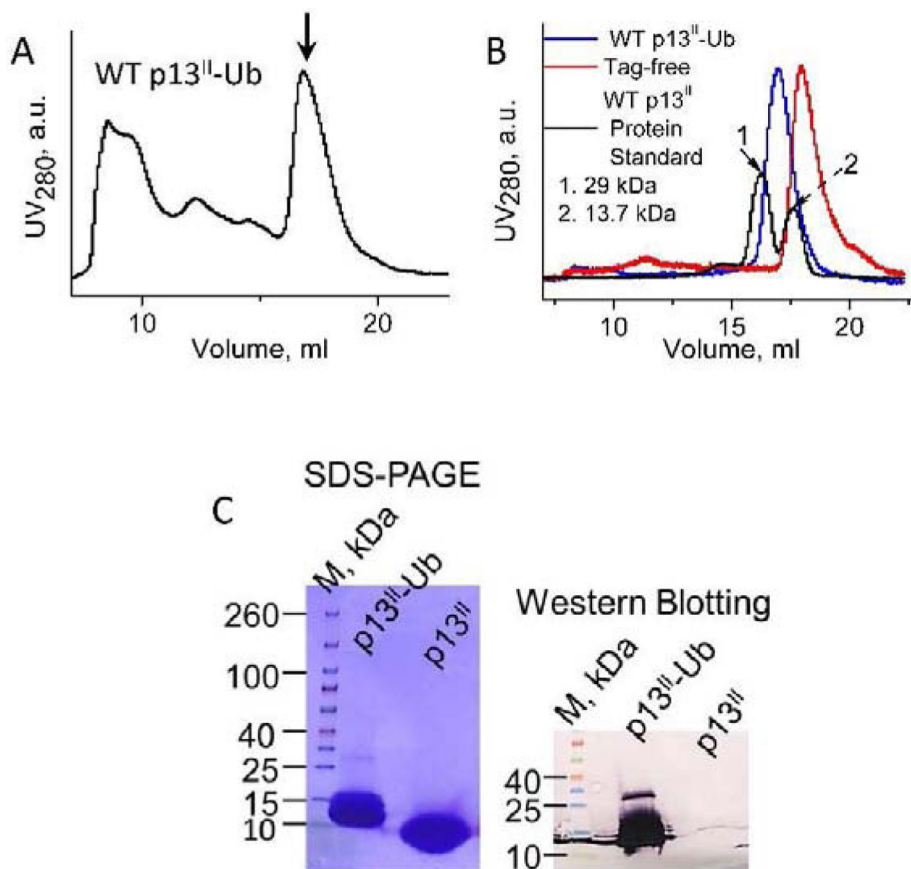 A
WT p13ᴵᴵ-Ub
UV₂₈₀, a.u.
10
20
Volume, ml
B
WT p13ᴵᴵ-Ub
Tag-free
WT p13ᴵᴵ
Protein
Standard
1. 29 kDa
2. 13.7 kDa
1
2
UV₂₈₀, a.u.
10
15
20
Volume, ml
C
SDS-PAGE
M, kDa
p13ᴵᴵ-Ub
p13ᴵᴵ
260
100
40
25
15
10
Western Blotting
M, kDa
p13ᴵᴵ-Ub
p13ᴵᴵ
40
25
10